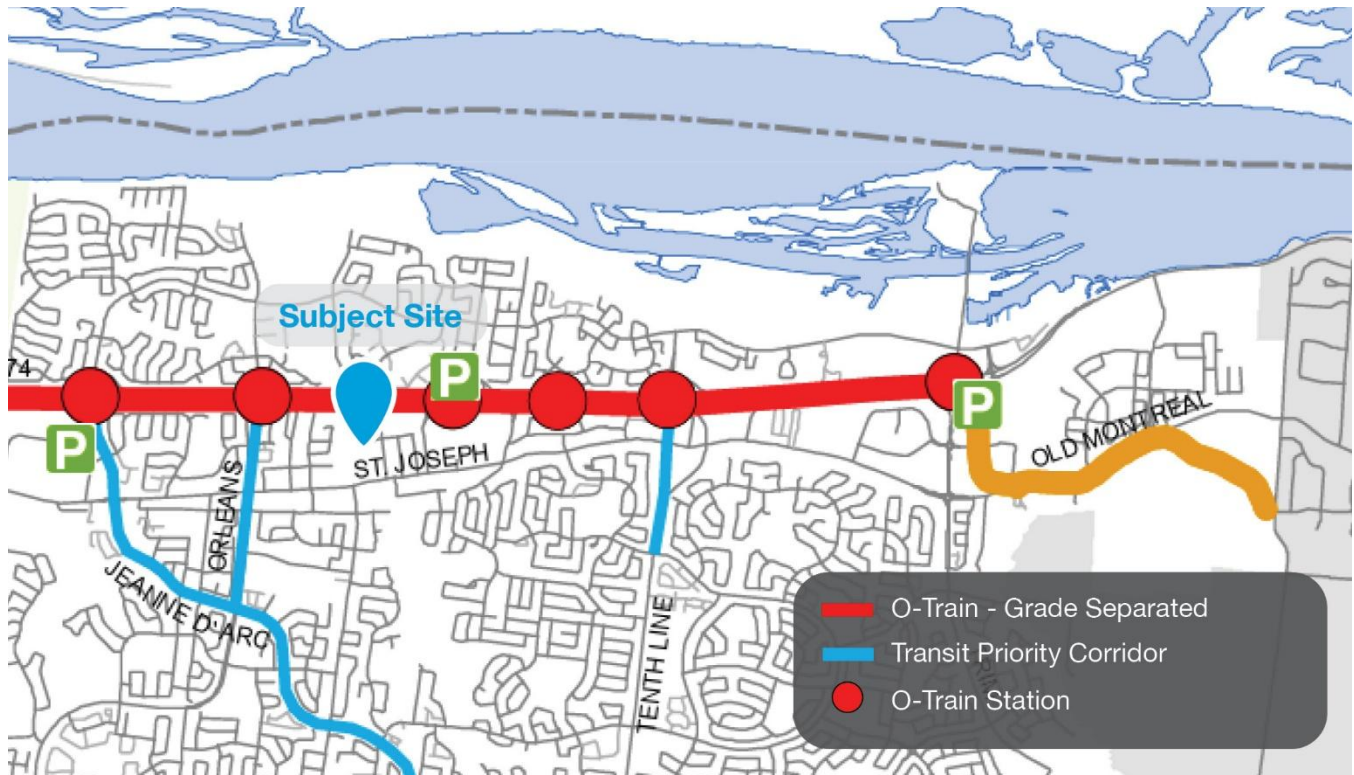 Subject Site
74
P
P
P
ST. JOSEPH
OLD MONTREAL
ORLEANS
JEANNE D'ARC
TENTH LINE
O-Train - Grade Separated
Transit Priority Corridor
O-Train Station